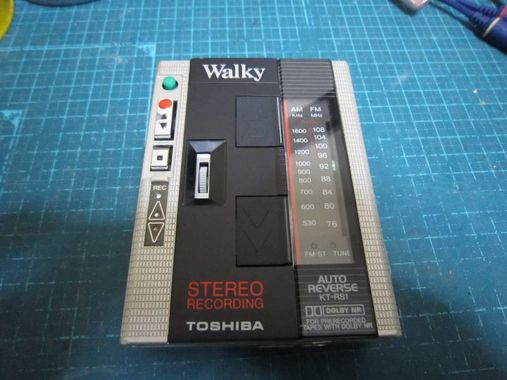 Walky
AM FM
KHz MHz
1600 108
1400 104
1200 100
1000 96
900 92
800 88
700 84
600 80
530 76
FM-ST TUNE
REC
STEREO
RECORDING
TOSHIBA
AUTO
REVERSE
KT-RS1
DOLBY NR
FOR PRERECORDED
TAPES WITH DOLBY NR